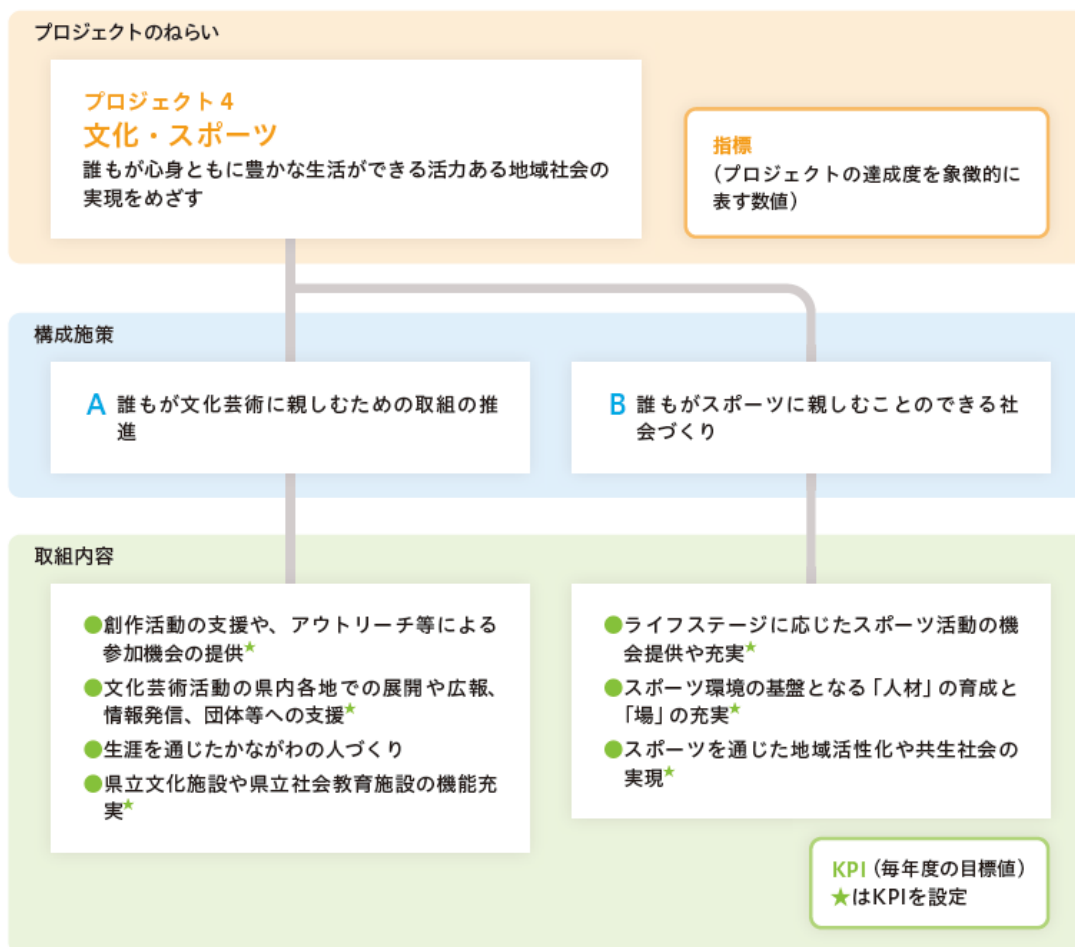 プロジェクトのねらい
プロジェクト 4
文化・スポーツ
誰もが心身ともに豊かな生活ができる活力ある地域社会の
実現をめざす
指標
(プロジェクトの達成度を象徴的に
表す数値)
構成施策
A 誰もが文化芸術に親しむための取組の推
進
B 誰もがスポーツに親しむことのできる社
会づくり
取組内容
●創作活動の支援や、アウトリーチ等による
参加機会の提供★
●文化芸術活動の県内各地での展開や広報、
情報発信、団体等への支援★
●生涯を通じたかながわの人づくり
●県立文化施設や県立社会教育施設の機能充
実★
●ライフステージに応じたスポーツ活動の機
会提供や充実★
●スポーツ環境の基盤となる「人材」の育成と
「場」の充実★
●スポーツを通じた地域活性化や共生社会の
実現★
KPI(毎年度の目標値)
★はKPIを設定